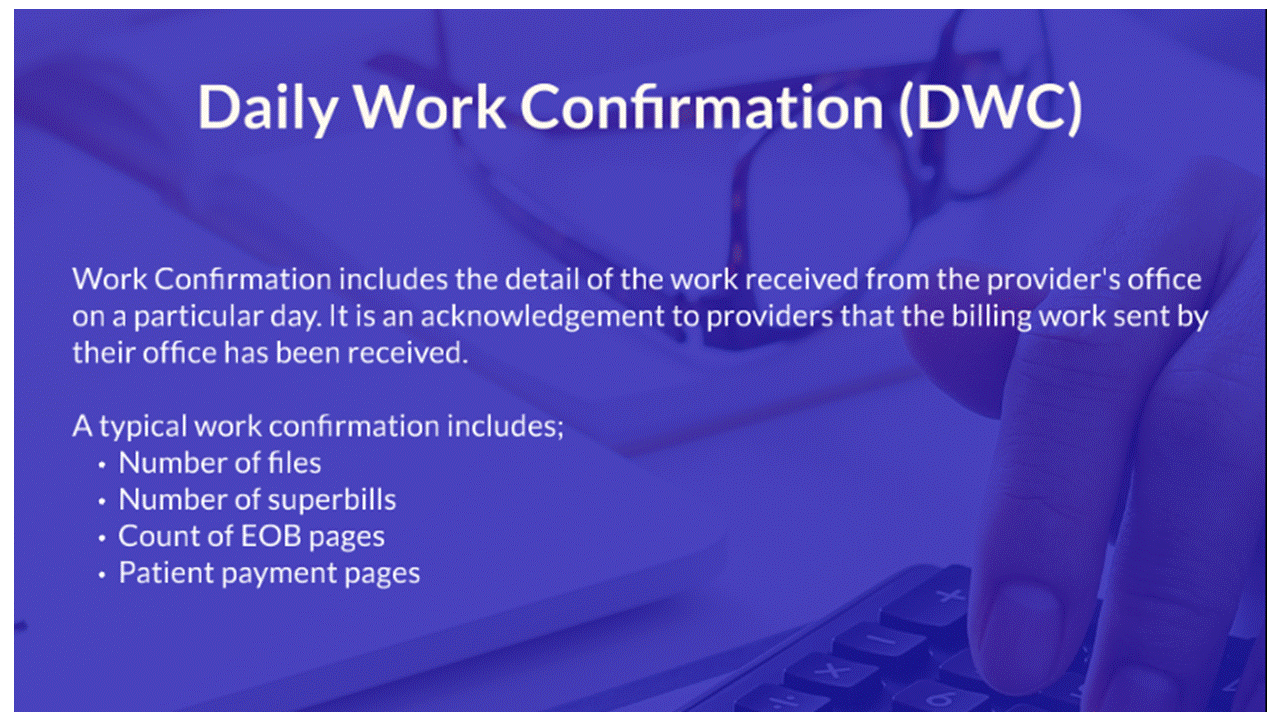 Daily Work Confirmation (DWC)
Work Confirmation includes the detail of the work received from the provider's office
on a particular day. It is an acknowledgement to providers that the billing work sent by
their office has been received.
A typical work confirmation includes;
• Number of files
• Number of superbills
• Count of EOB pages
• Patient payment pages
+
−
×
÷
6